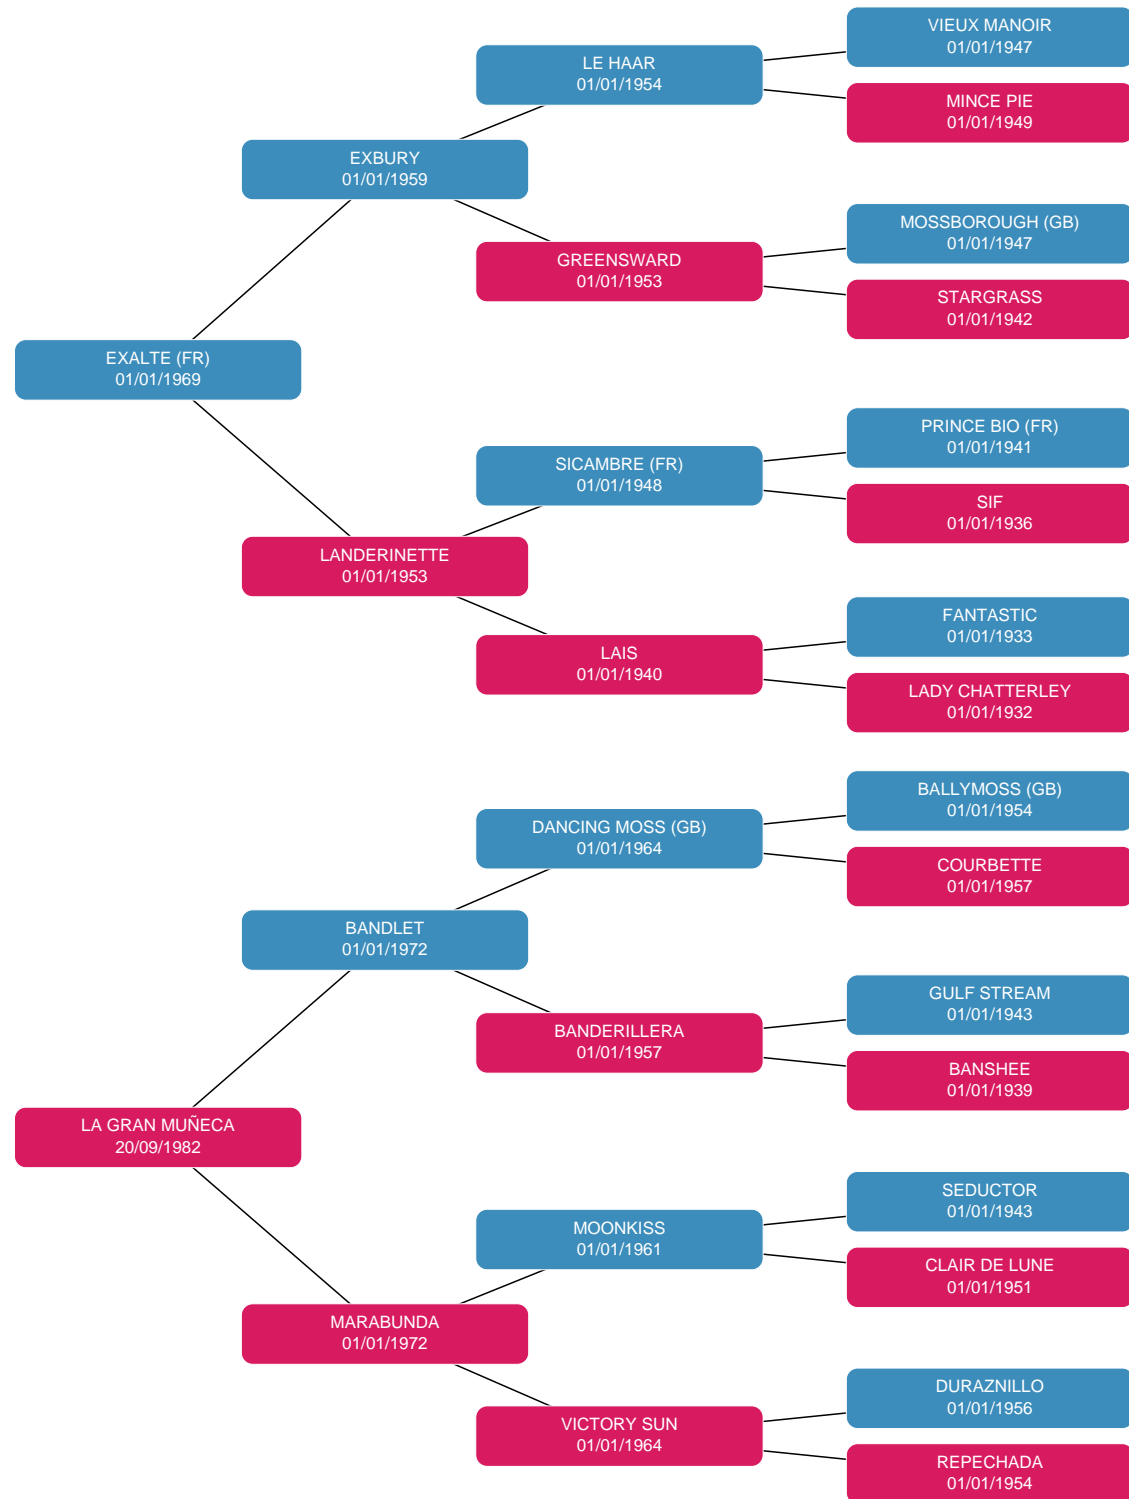 VIEUX MANOIR
01/01/1947
LE HAAR
01/01/1954
MINCE PIE
01/01/1949
EXBURY
01/01/1959
MOSSBOROUGH (GB)
01/01/1947
GREENSWARD
01/01/1953
STARGRASS
01/01/1942
EXALTE (FR)
01/01/1969
PRINCE BIO (FR)
01/01/1941
SICAMBRE (FR)
01/01/1948
SIF
01/01/1936
LANDERINETTE
01/01/1953
FANTASTIC
01/01/1933
LAIS
01/01/1940
LADY CHATTERLEY
01/01/1932
BALLYMOSS (GB)
01/01/1954
DANCING MOSS (GB)
01/01/1964
COURBETTE
01/01/1957
BANDLET
01/01/1972
GULF STREAM
01/01/1943
BANDERILLERA
01/01/1957
BANSHEE
01/01/1939
LA GRAN MUÑECA
20/09/1982
SEDUCTOR
01/01/1943
MOONKISS
01/01/1961
CLAIR DE LUNE
01/01/1951
MARABUNDA
01/01/1972
DURAZNILLO
01/01/1956
VICTORY SUN
01/01/1964
REPECHADA
01/01/1954